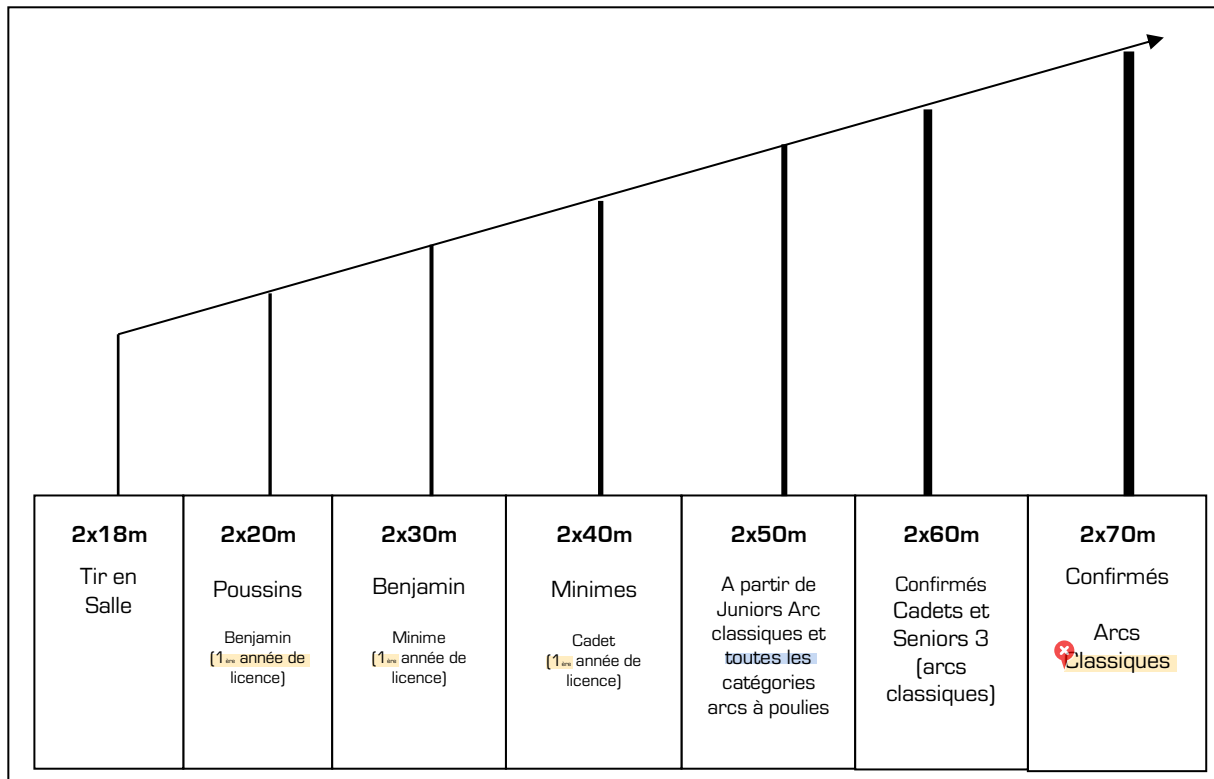 2x18m
Tir en
Salle
2x20m
Poussins
Benjamin
(1ère année de
licence)
2x30m
Benjamin
Minime
(1ère année de
licence)
2x40m
Minimes
Cadet
(1ère année de
licence)
2x50m
A partir de
Juniors Arc
classiques et
toutes les
catégories
arcs à poulies
2x60m
Confirmés
Cadets et
Seniors 3
(arcs
classiques)
2x70m
Confirmés
Arcs
Classiques